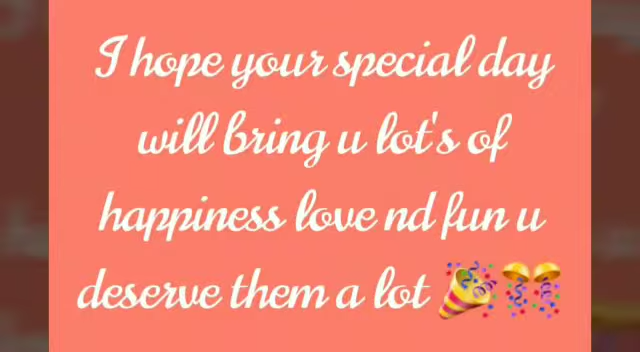 I hope your special day
will bring u lot's of
happiness love nd fun u
deserve them a lot 🎉🎊